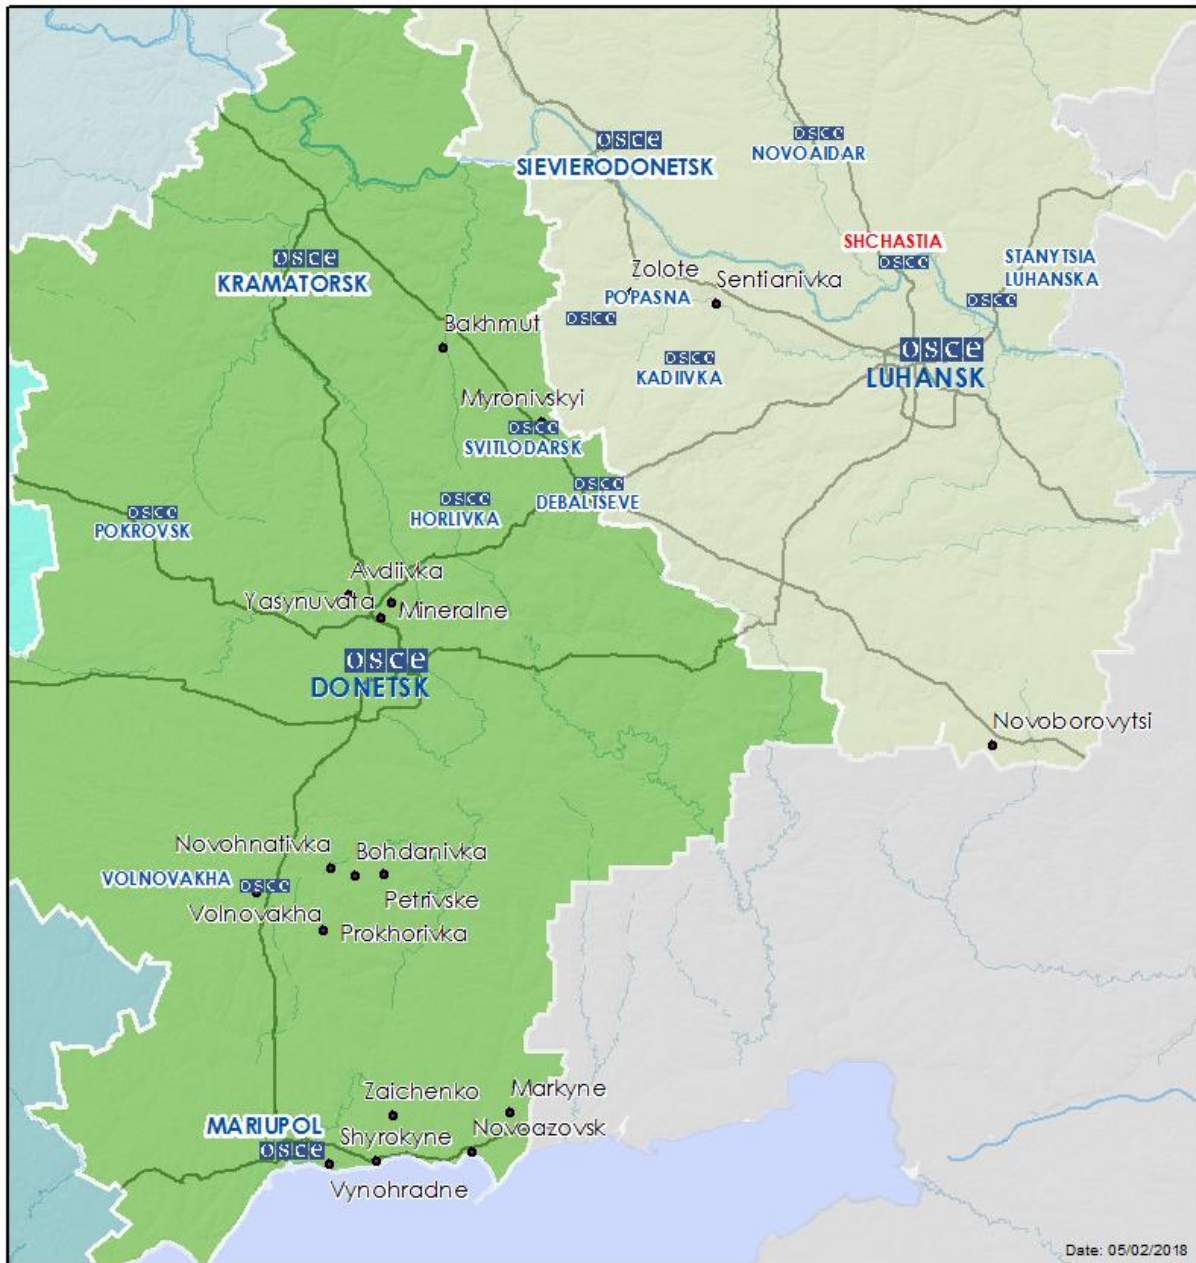 osce
SIEVIERODONETSK
osce
NOVOAIDAR
SHCHASTIA
osce
STANYTSIA
LUHANSKA
osce
osce
KRAMATORSK
Zolote
Sentianivka
POPASNA
osce
Bakhmut
osce
KADIIVKA
osce
LUHANSK
Myronivskyi
osce
SVITLODARSK
osce
DEBALTSEVE
osce
HORLIVKA
osce
POKROVSK
Avdiivka
Yasynuvata
Mineralne
osce
DONETSK
Novoborovytsi
Novohnativka
Bohdanivka
VOLNOVAKHA
osce
Petrivske
Volnovakha
Prokhorivka
Zaichenko
Markyne
MARIUPOL
osce
Shyrokyne
Novoazovsk
Vynohradne
Date: 05/02/2018